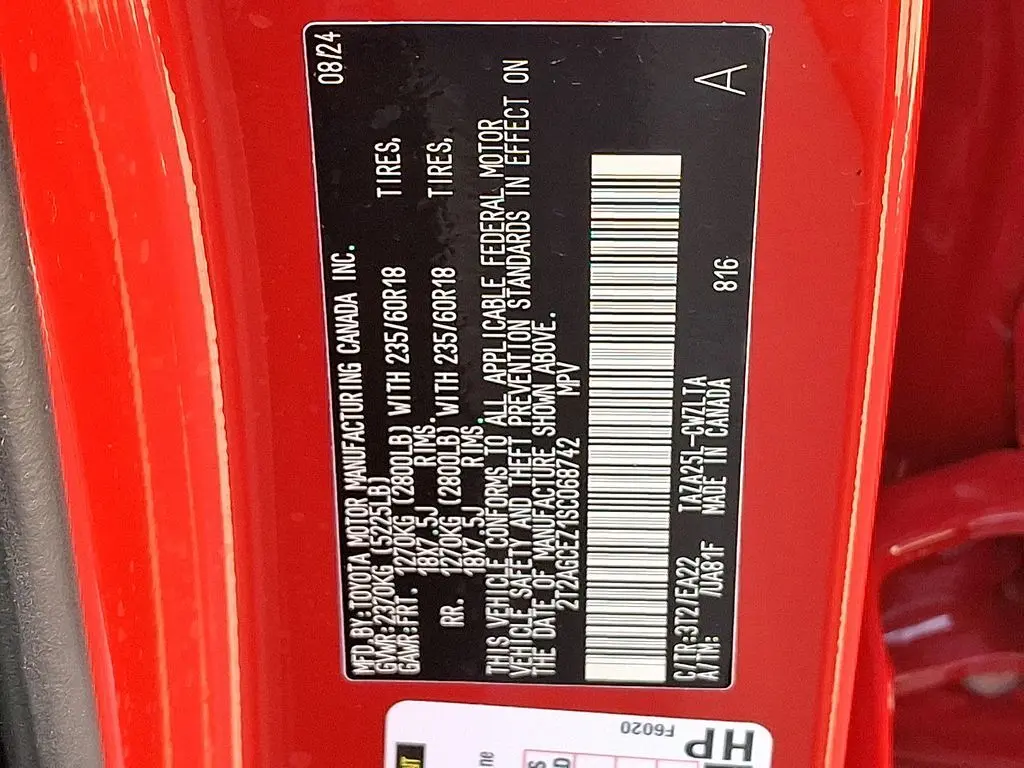 MFD.BY:TOYOTA MOTOR MANUFACTURING CANADA INC. 08/24
GVWR:2370KG (5225LB)
GAWR:FRT. 1270KG (2800LB) WITH 235/60R18 TIRES,
18X7.5J RIMS.
RR. 1270KG (2800LB) WITH 235/60R18 TIRES,
18X7.5J RIMS.
THIS VEHICLE CONFORMS TO ALL APPLICABLE FEDERAL MOTOR
VEHICLE SAFETY AND THEFT PREVENTION STANDARDS IN EFFECT ON
THE DATE OF MANUFACTURE SHOWN ABOVE.
2T2AGCEZ1SC068742 MPV
C/TR:3T2/EA22 TAZA25L-CWZLTA 816 A
A/TM: /UA81F MADE IN CANADA
F6020
HP